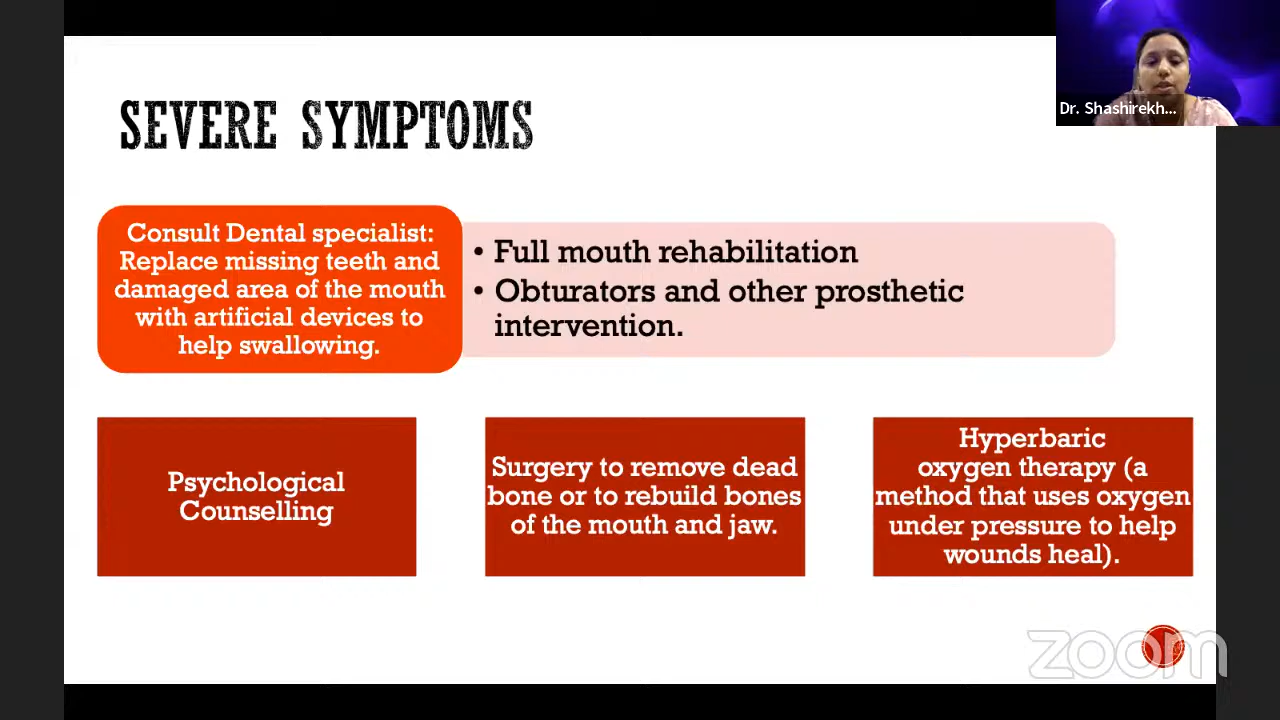 Dr. Shashirekh...
SEVERE SYMPTOMS
Consult Dental specialist:
Replace missing teeth and
damaged area of the mouth
with artificial devices to
help swallowing.
• Full mouth rehabilitation
• Obturators and other prosthetic
intervention.
Psychological
Counselling
Surgery to remove dead
bone or to rebuild bones
of the mouth and jaw.
Hyperbaric
oxygen therapy (a
method that uses oxygen
under pressure to help
wounds heal).
zoom